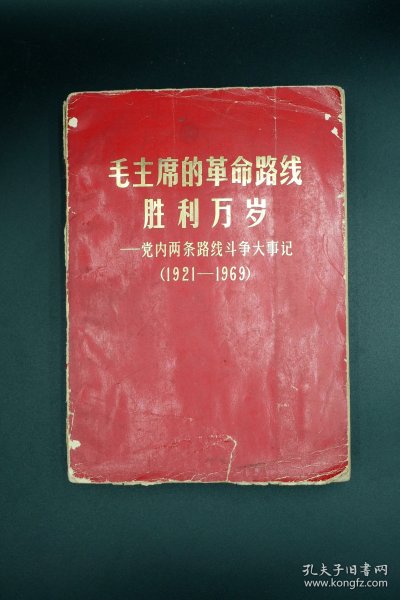 毛主席的革命路线
胜利万岁
—党内两条路线斗争大事记
(1921—1969)
孔夫子旧书网
www.kongfz.com